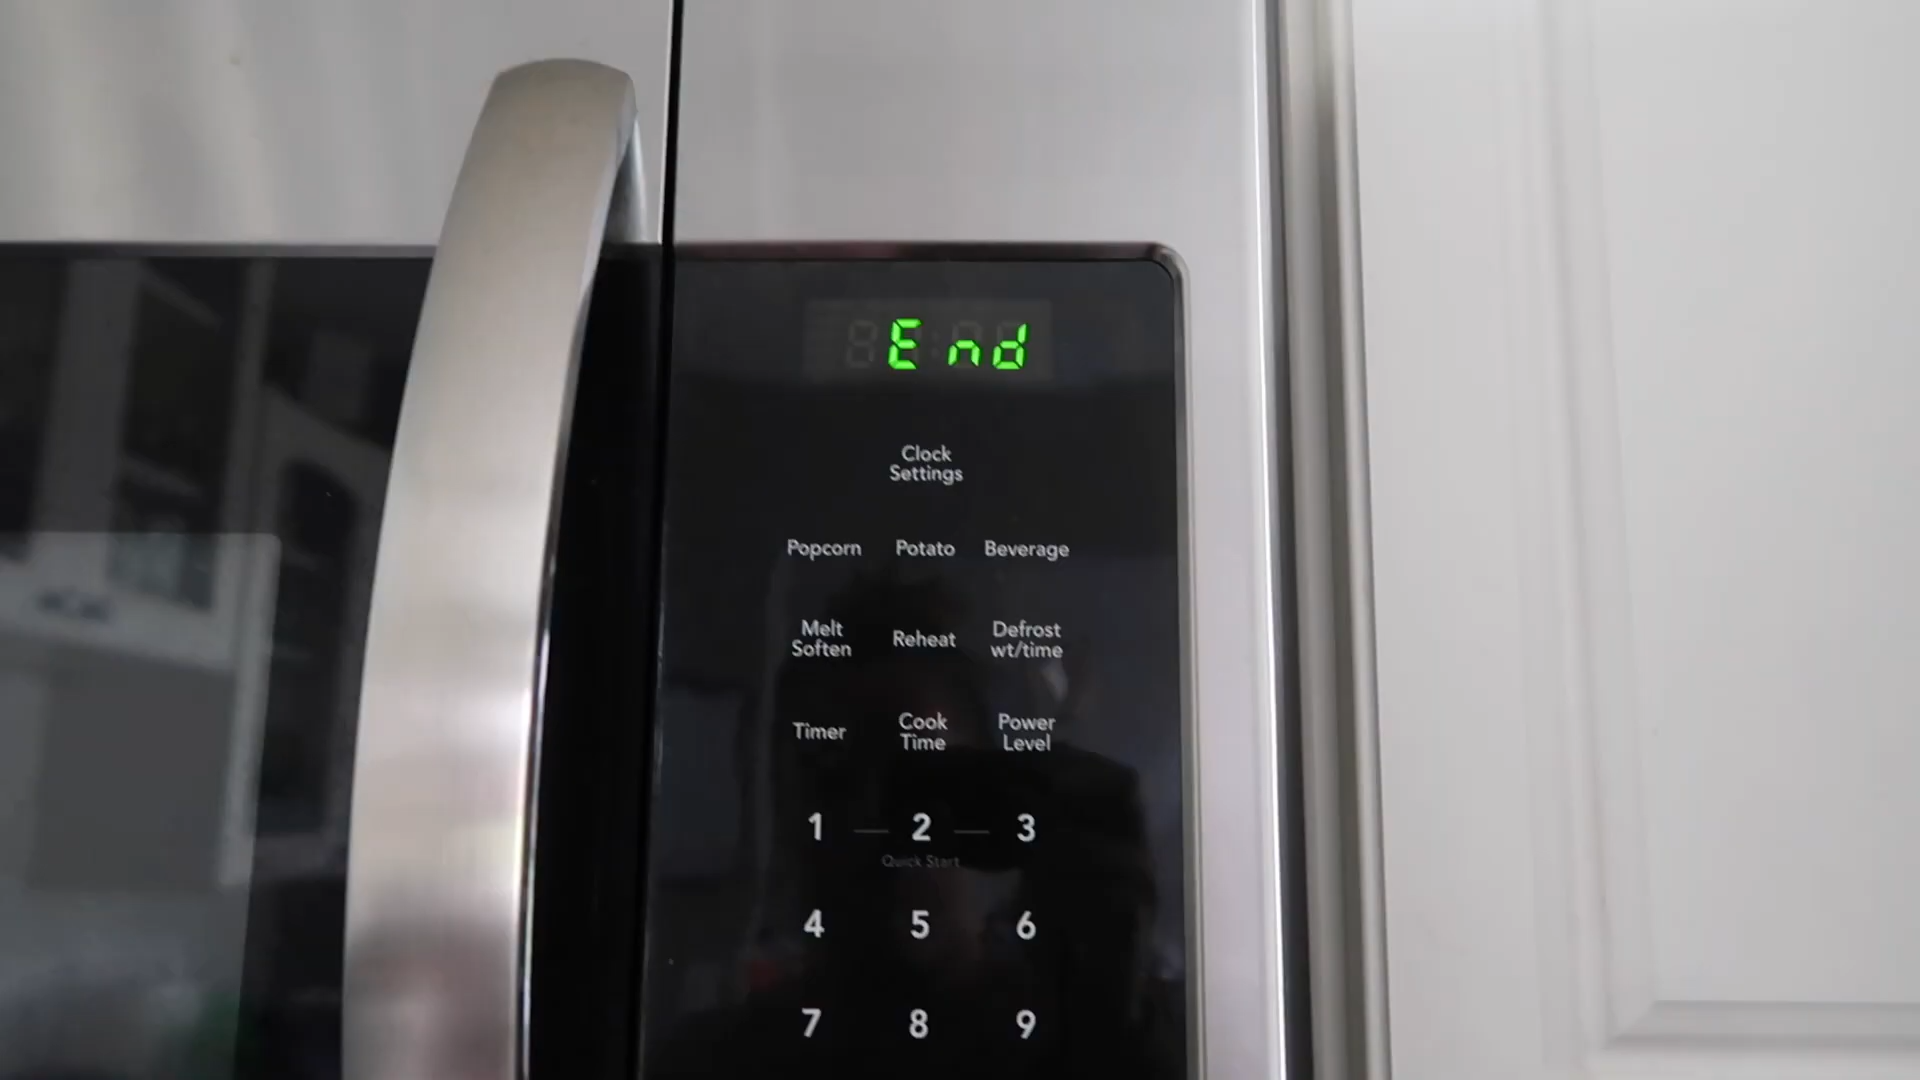 End
Clock
Settings
Popcorn Potato Beverage
Melt
Soften
Reheat
Defrost
wt/time
Timer
Cook
Time
Power
Level
1 — 2 — 3
Quick Start
4 5 6
7 8 9